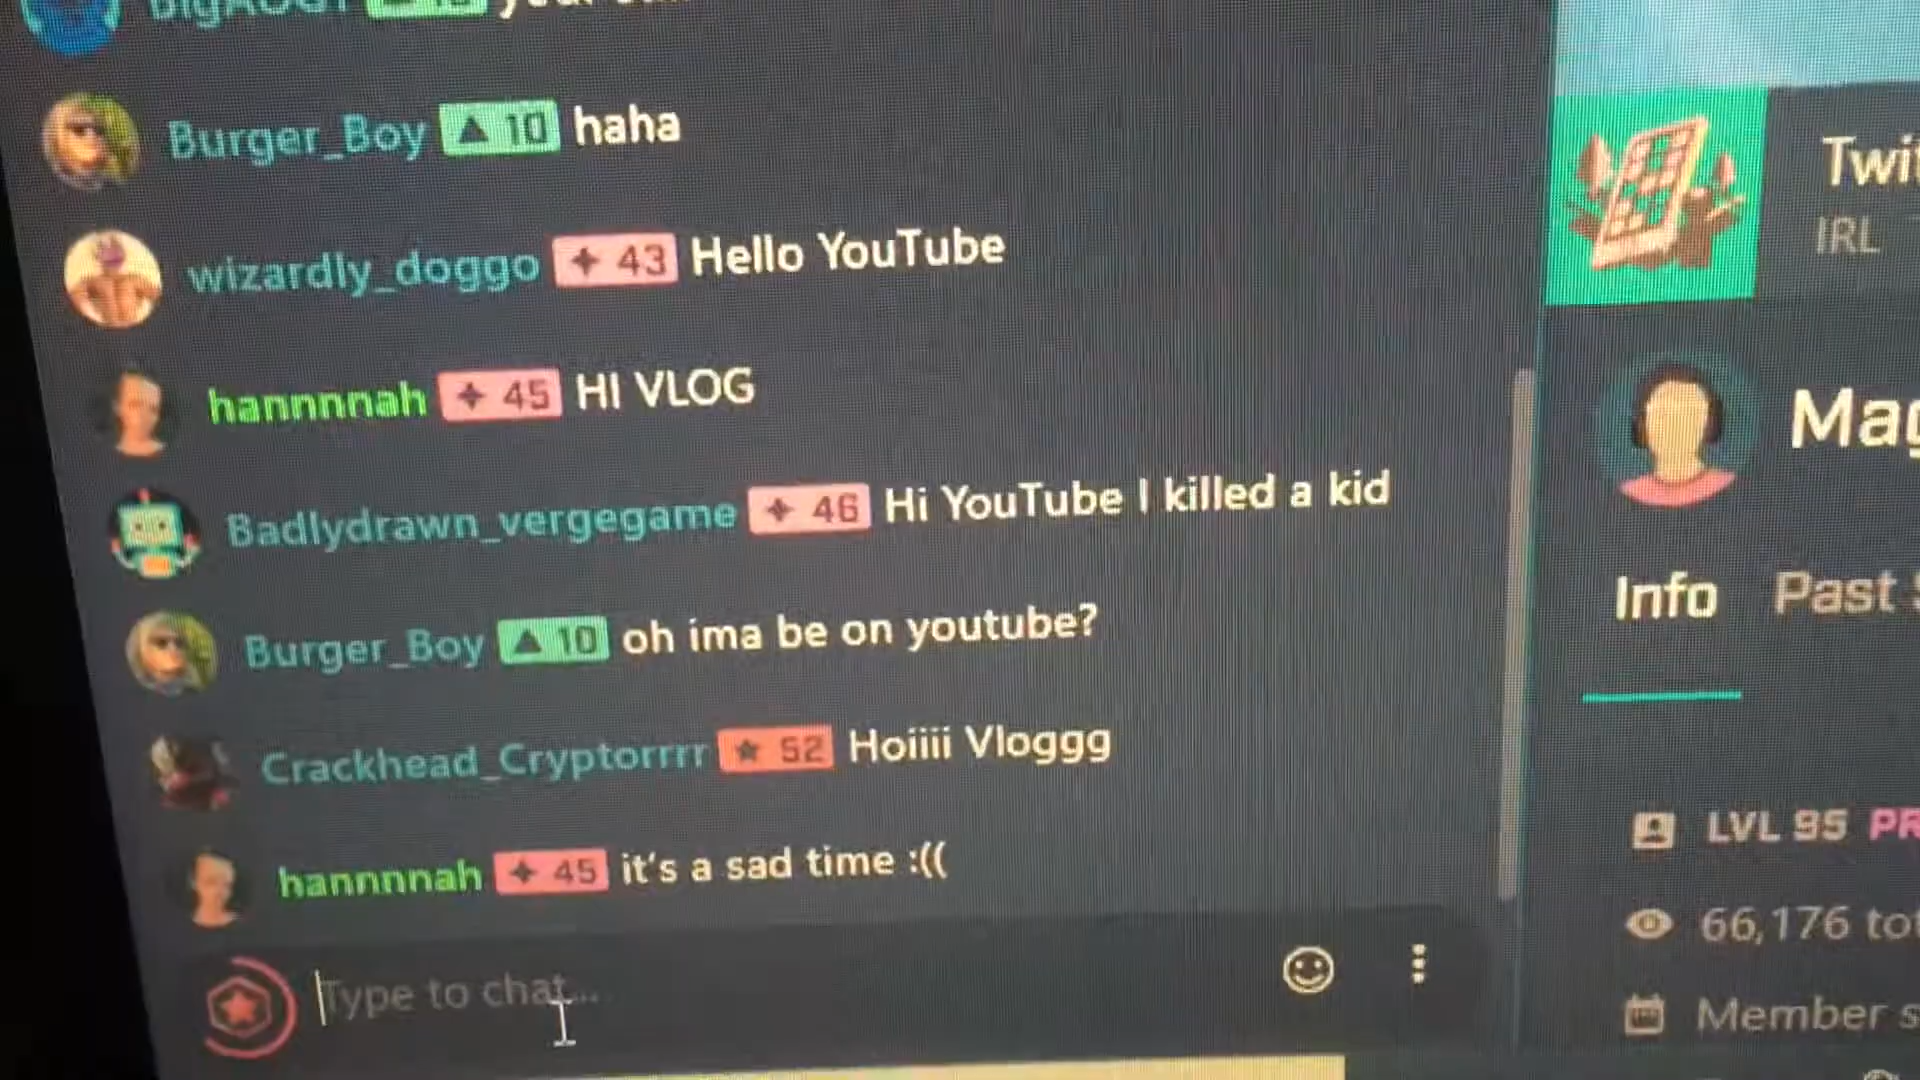 Burger_Boy 10 haha
wizardly_doggo 43 Hello YouTube
hannnnah 45 HI VLOG
Badlydrawn_vergegame 46 Hi YouTube I killed a kid
Burger_Boy 10 oh ima be on youtube?
Crackhead_Cryptorrrr 52 Hoiiii Vloggg
hannnnah 45 it's a sad time :((
Type to chat...
Twit
IRL
Mag
Info Past
LVL 95 PR
66,176 tot
Member s